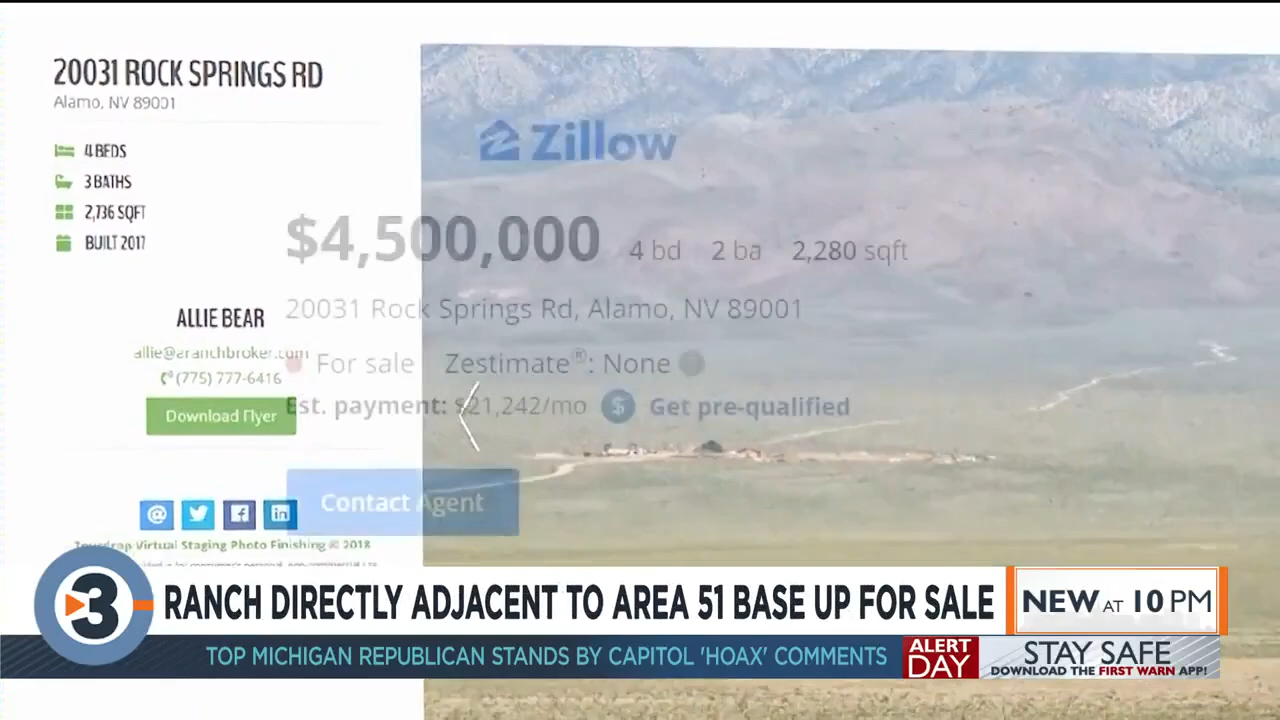 20031 ROCK SPRINGS RD
Alamo, NV 89001
4 BEDS
3 BATHS
2,736 SQFT
BUILT 2017
ALLIE BEAR
allie@aranchbroker.com
(775) 777-6416
Download Flyer
Zillow
$4,500,000 4 bd 2 ba 2,280 sqft
20031 Rock Springs Rd, Alamo, NV 89001
For sale Zestimate®: None
Est. payment: $21,242/mo $ Get pre-qualified
Contact Agent
Virtual Staging Photo Finishing © 2018
3
RANCH DIRECTLY ADJACENT TO AREA 51 BASE UP FOR SALE
NEW AT 10 PM
TOP MICHIGAN REPUBLICAN STANDS BY CAPITOL 'HOAX' COMMENTS
ALERT DAY
STAY SAFE
DOWNLOAD THE FIRST WARN APP!